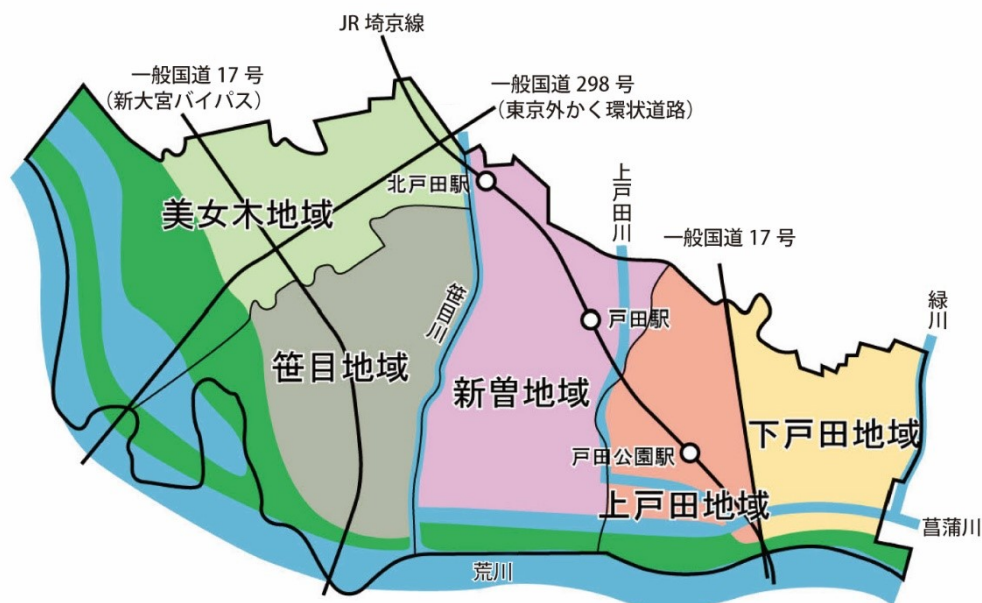 JR 埼京線
一般国道 17 号
（新大宮バイパス）
一般国道 298 号
（東京外かく環状道路）
北戸田駅
上戸田川
美女木地域
一般国道 17 号
笹目川
緑川
戸田駅
笹目地域
新曽地域
下戸田地域
戸田公園駅
上戸田地域
菖蒲川
荒川